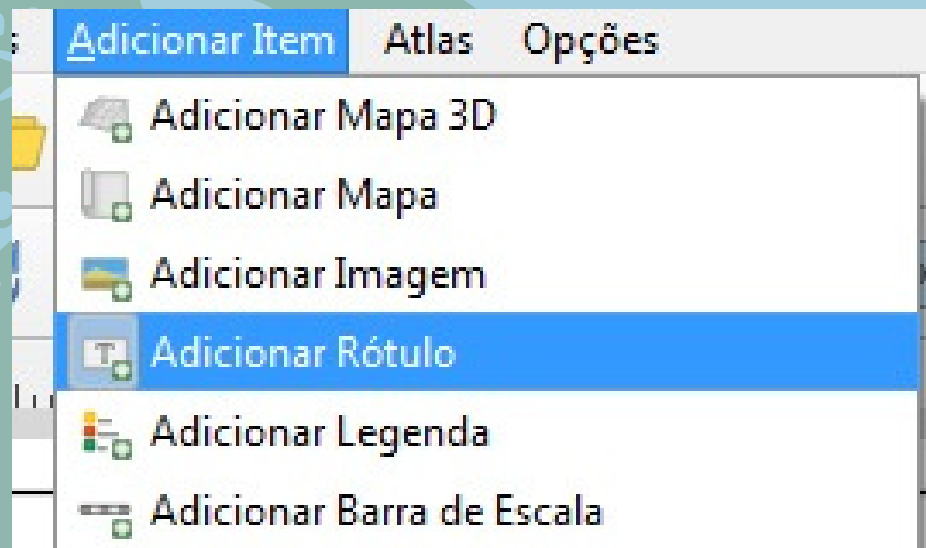 s Adicionar Item Atlas Opções
Adicionar Mapa 3D
Adicionar Mapa
Adicionar Imagem
Adicionar Rótulo
Adicionar Legenda
Adicionar Barra de Escala